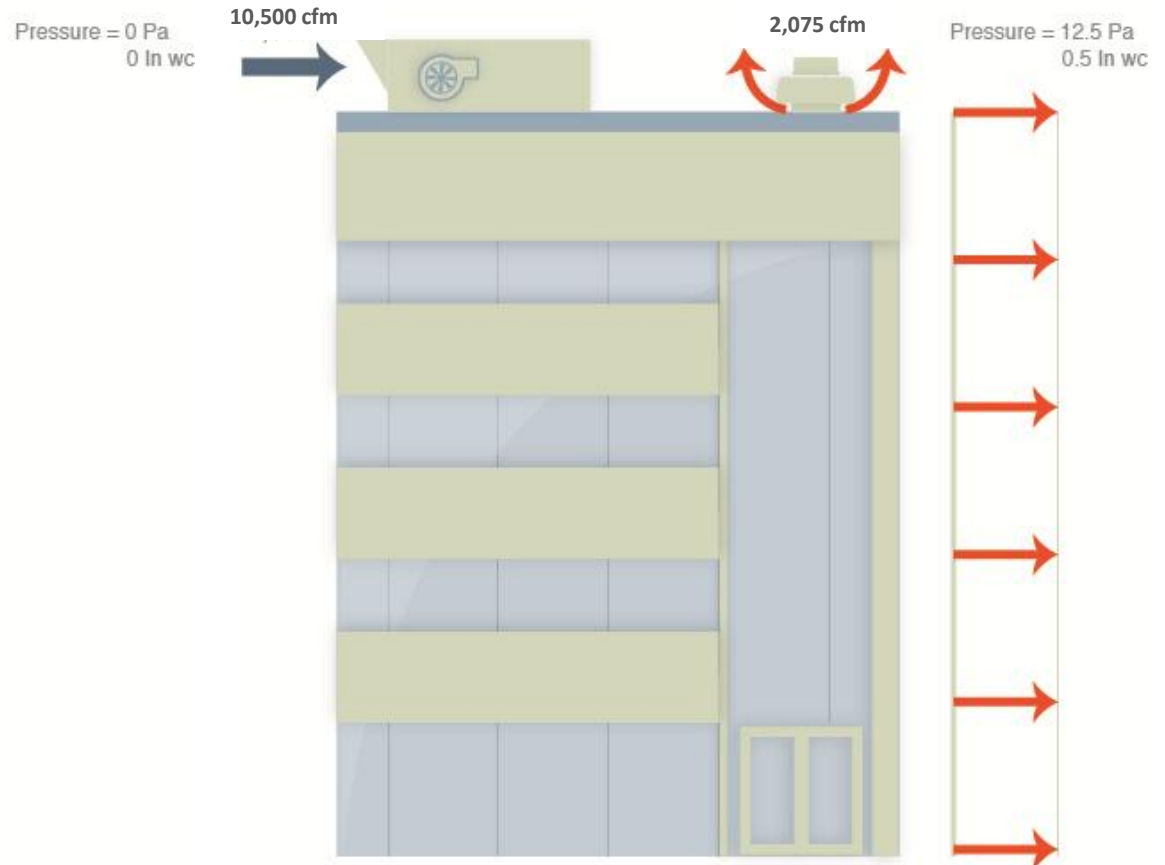 10,500 cfm
2,075 cfm
Pressure = 0 Pa
0 In wc
Pressure = 12.5 Pa
0.5 In wc